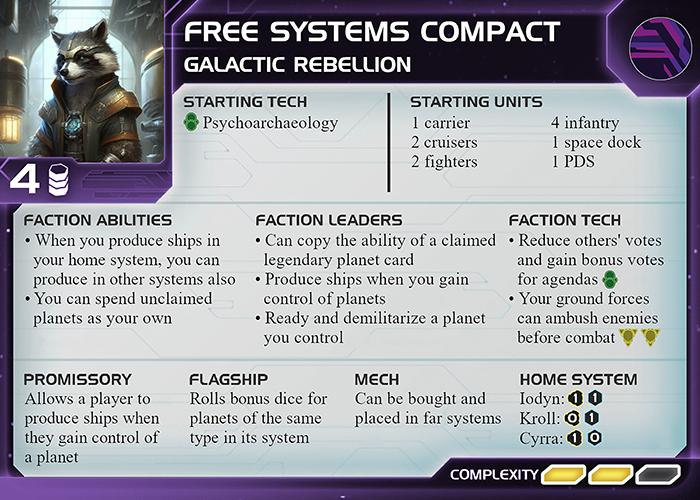 FREE SYSTEMS COMPACT
GALACTIC REBELLION
4
STARTING TECH
Psychoarchaeology
STARTING UNITS
1 carrier
2 cruisers
2 fighters
4 infantry
1 space dock
1 PDS
FACTION ABILITIES
• When you produce ships in
your home system, you can
produce in other systems also
• You can spend unclaimed
planets as your own
FACTION LEADERS
• Can copy the ability of a claimed
legendary planet card
• Produce ships when you gain
control of planets
• Ready and demilitarize a planet
you control
FACTION TECH
• Reduce others' votes
and gain bonus votes
for agendas
• Your ground forces
can ambush enemies
before combat
PROMISSORY
Allows a player to
produce ships when
they gain control of
a planet
FLAGSHIP
Rolls bonus dice for
planets of the same
type in its system
MECH
Can be bought and
placed in far systems
HOME SYSTEM
Iodyn: 1 1
Kroll: 0 1
Cyrra: 1 0
COMPLEXITY